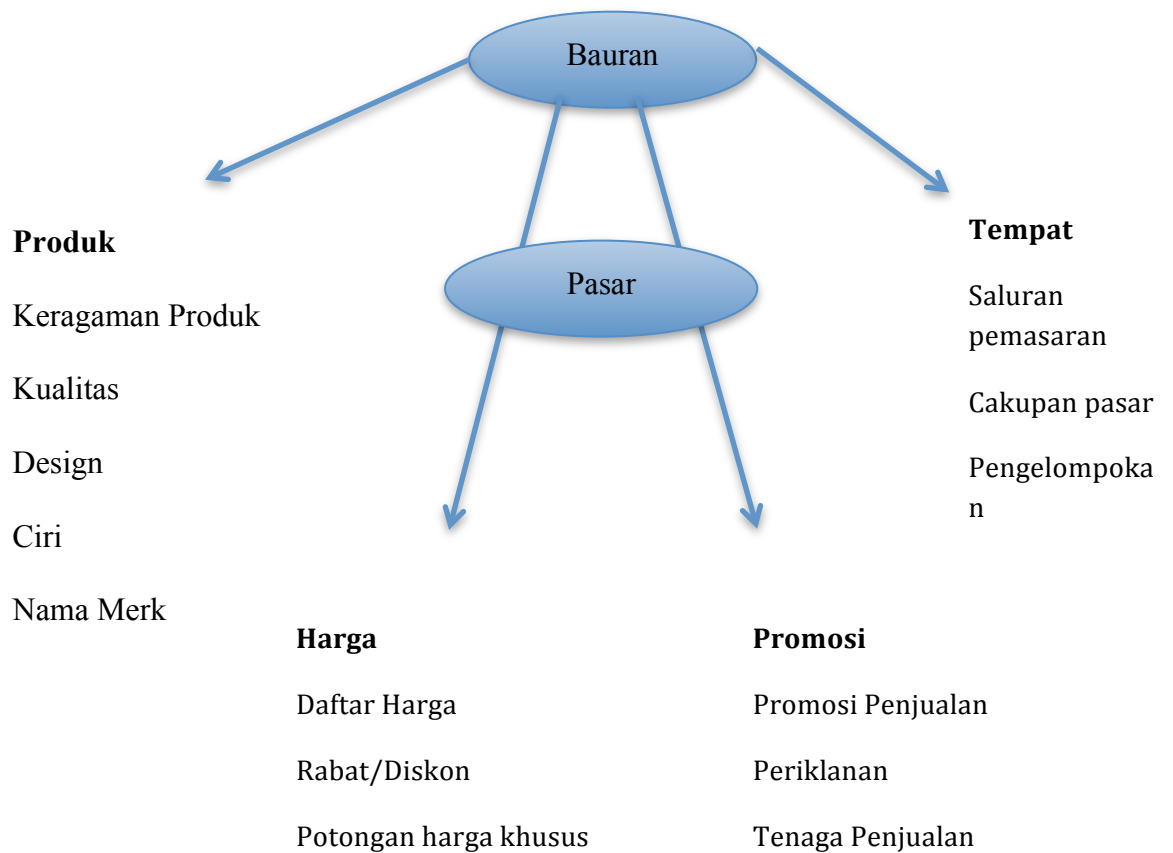 Bauran
Pasar
Produk
Keragaman Produk
Kualitas
Design
Ciri
Nama Merk
Tempat
Saluran
pemasaran
Cakupan pasar
Pengelompoka
n
Harga
Daftar Harga
Rabat/Diskon
Potongan harga khusus
Promosi
Promosi Penjualan
Periklanan
Tenaga Penjualan